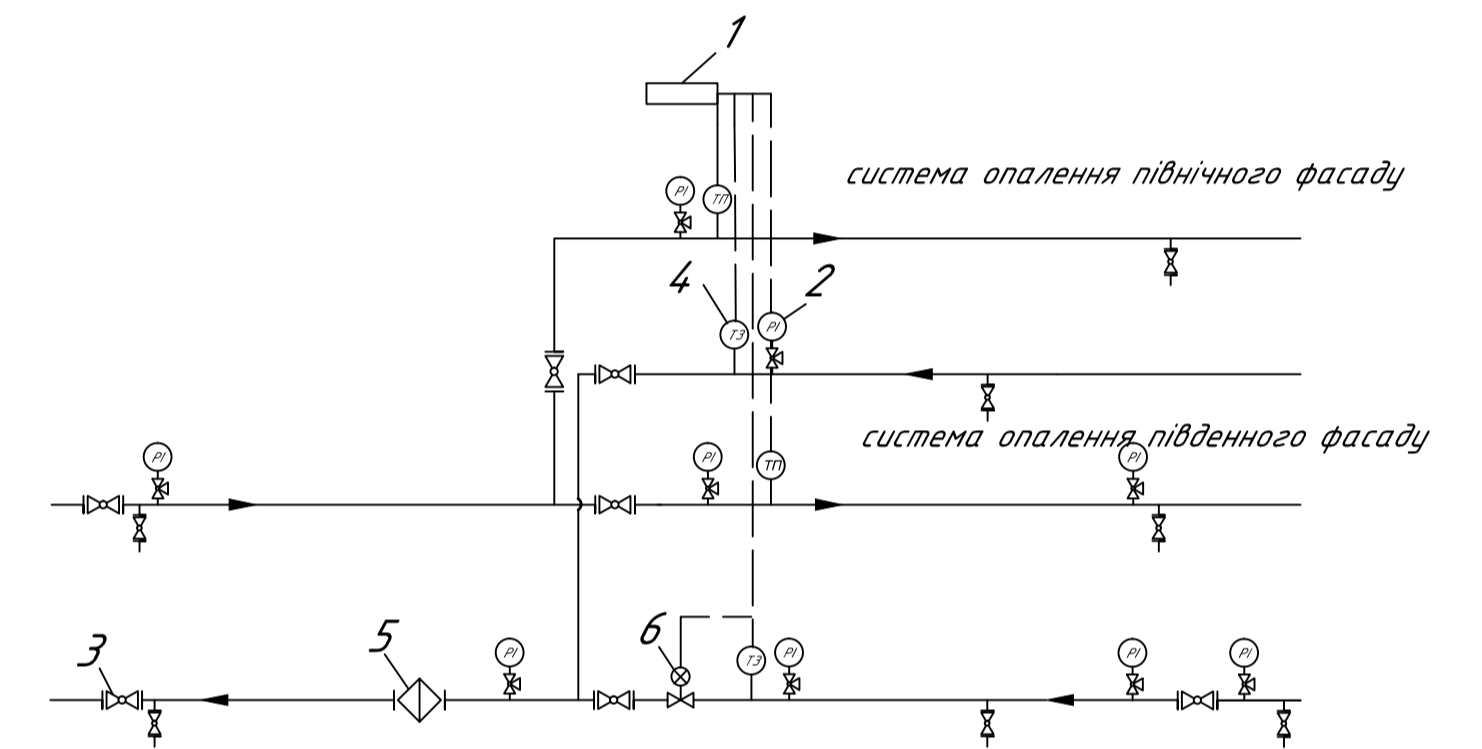 1
система опалення північного фасаду
PI
ТП
4
2
ТЗ
PI
система опалення південного фасаду
PI
PI
ТП
PI
3
5
PI
6
ТЗ
PI
PI
PI